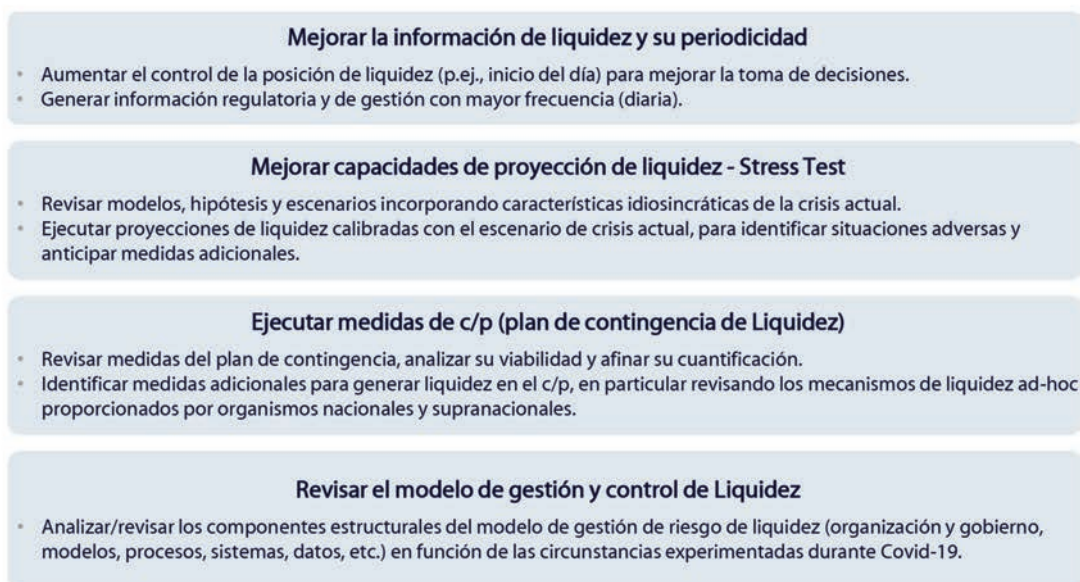 Mejorar la información de liquidez y su periodicidad
• Aumentar el control de la posición de liquidez (p.ej., inicio del día) para mejorar la toma de decisiones.
• Generar información regulatoria y de gestión con mayor frecuencia (diaria).
Mejorar capacidades de proyección de liquidez - Stress Test
• Revisar modelos, hipótesis y escenarios incorporando características idiosincráticas de la crisis actual.
• Ejecutar proyecciones de liquidez calibradas con el escenario de crisis actual, para identificar situaciones adversas y
anticipar medidas adicionales.
Ejecutar medidas de c/p (plan de contingencia de Liquidez)
• Revisar medidas del plan de contingencia, analizar su viabilidad y afinar su cuantificación.
• Identificar medidas adicionales para generar liquidez en el c/p, en particular revisando los mecanismos de liquidez ad-hoc
proporcionados por organismos nacionales y supranacionales.
Revisar el modelo de gestión y control de Liquidez
• Analizar/revisar los componentes estructurales del modelo de gestión de riesgo de liquidez (organización y gobierno,
modelos, procesos, sistemas, datos, etc.) en función de las circunstancias experimentadas durante Covid-19.